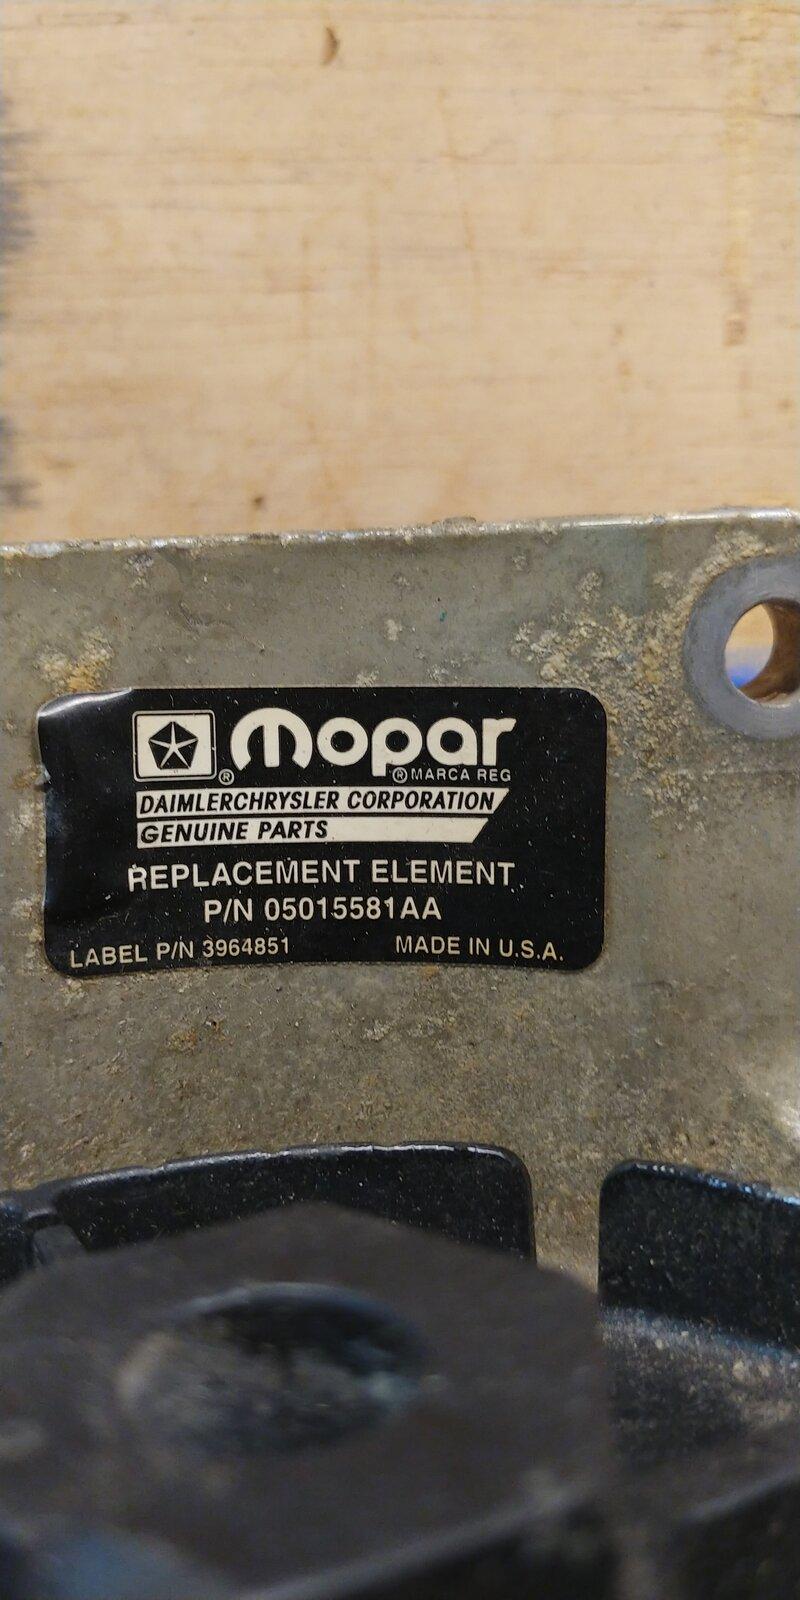 mopar
® ® MARCA REG
DAIMLERCHRYSLER CORPORATION
GENUINE PARTS
REPLACEMENT ELEMENT
P/N 05015581AA
LABEL P/N 3964851 MADE IN U.S.A.